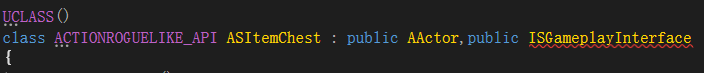 UCLASS()
class ACTIONROGUELIKE_API ASItemChest : public AActor,public ISGameplayInterface
{